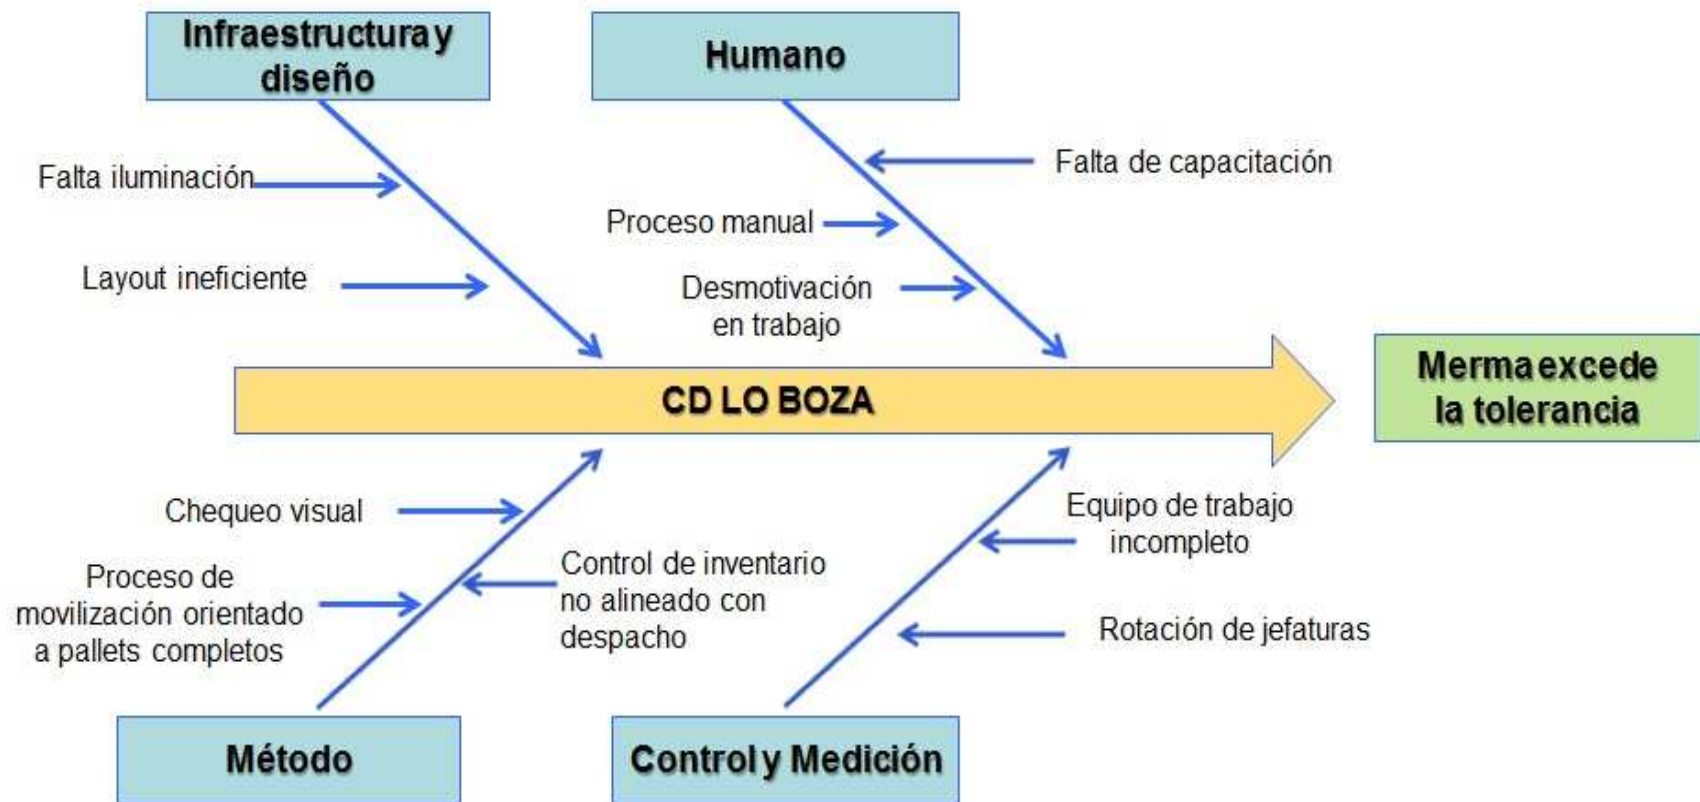 Infraestructura y
diseño
Humano
Falta iluminación
Falta de capacitación
Proceso manual
Layout ineficiente
Desmotivación
en trabajo
CD LO BOZA
Merma excede
la tolerancia
Chequeo visual
Equipo de trabajo
incompleto
Proceso de
movilización orientado
a pallets completos
Control de inventario
no alineado con
despacho
Rotación de jefaturas
Método
Control y Medición